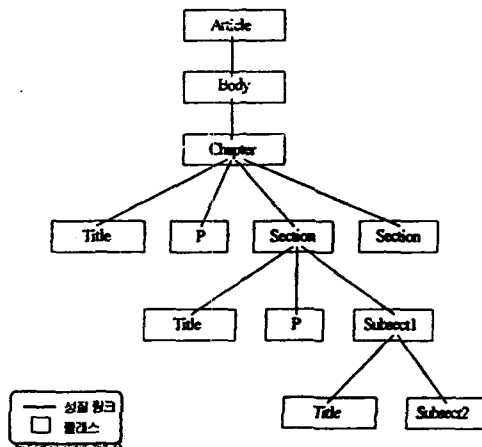 Article
Body
Chapter
Title P Section Section
Title P Subsect1
Title Subsect2
성질 링크
클래스